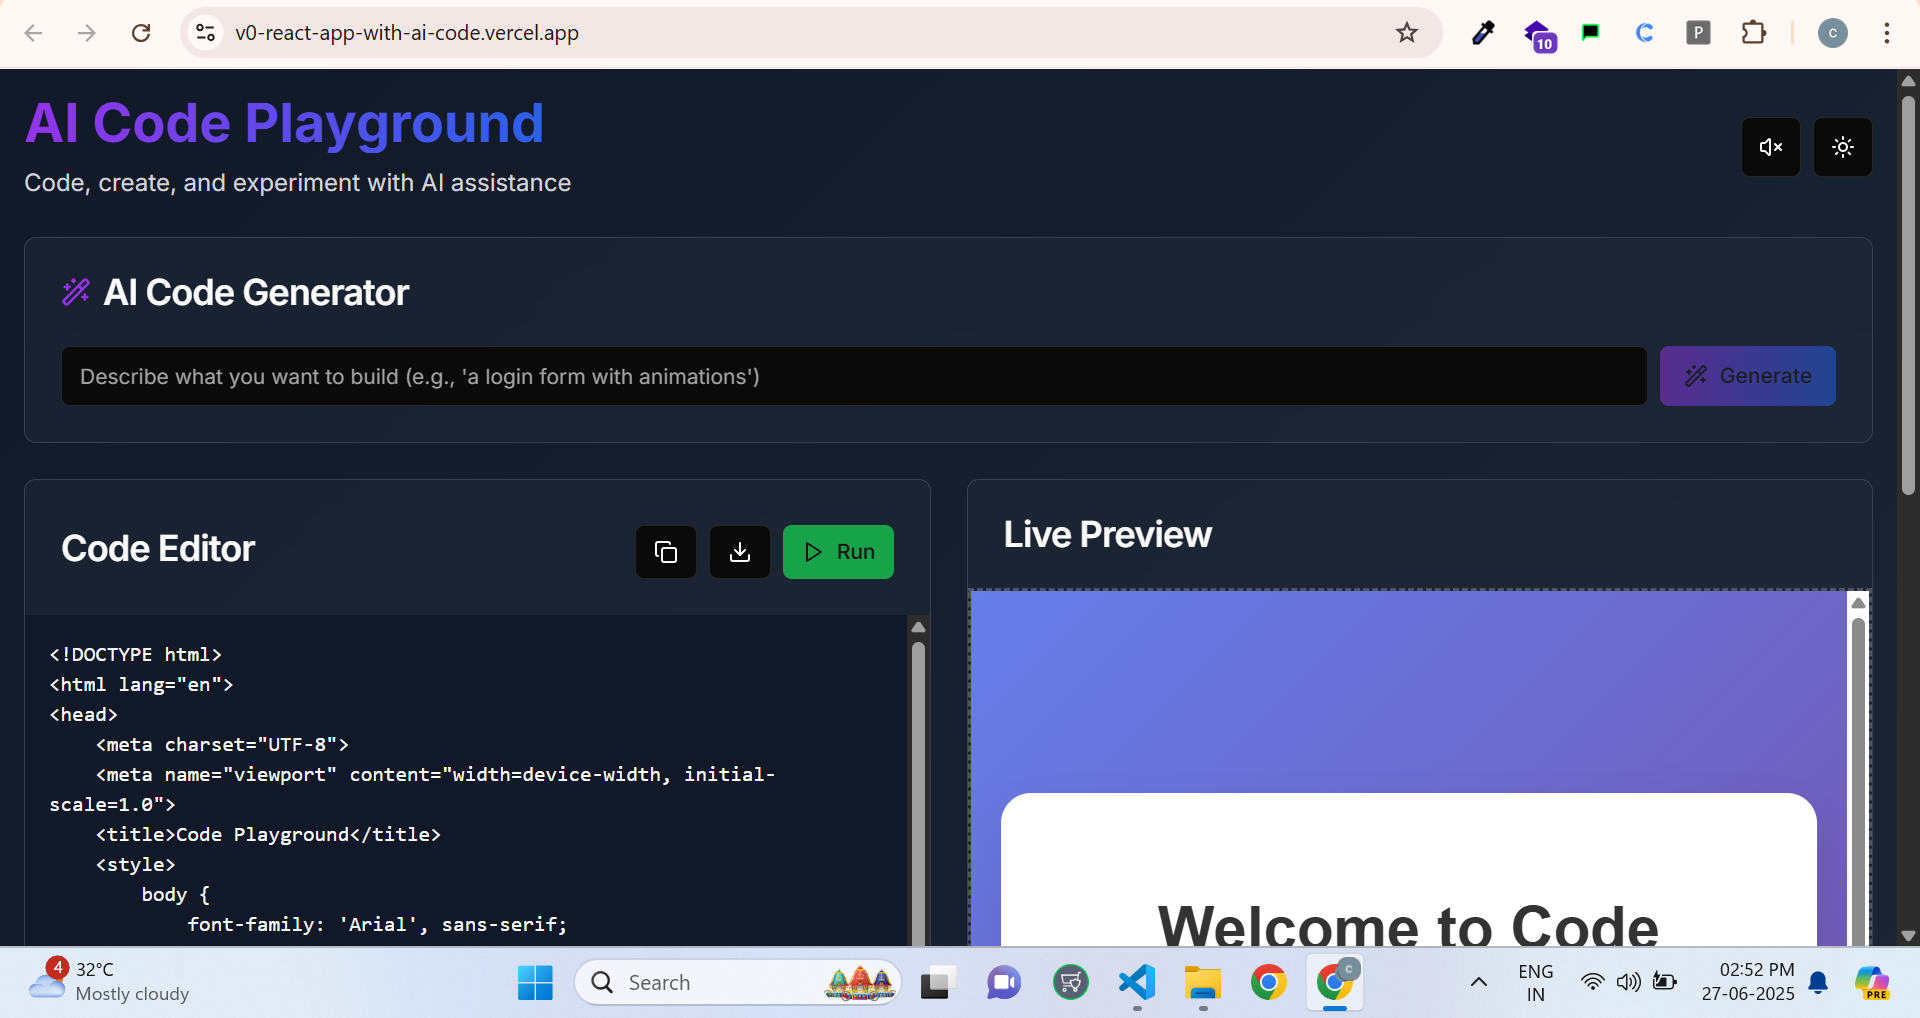 v0-react-app-with-ai-code.vercel.app
10
C
P
c
AI Code Playground
Code, create, and experiment with AI assistance
AI Code Generator
Describe what you want to build (e.g., 'a login form with animations')
Generate
Code Editor
Run
Live Preview
<!DOCTYPE html>
<html lang="en">
<head>
    <meta charset="UTF-8">
    <meta name="viewport" content="width=device-width, initial-
scale=1.0">
    <title>Code Playground</title>
    <style>
        body {
            font-family: 'Arial', sans-serif;
Welcome to Code
4
32°C
Mostly cloudy
Search
c
ENG
IN
02:52 PM
27-06-2025
PRE